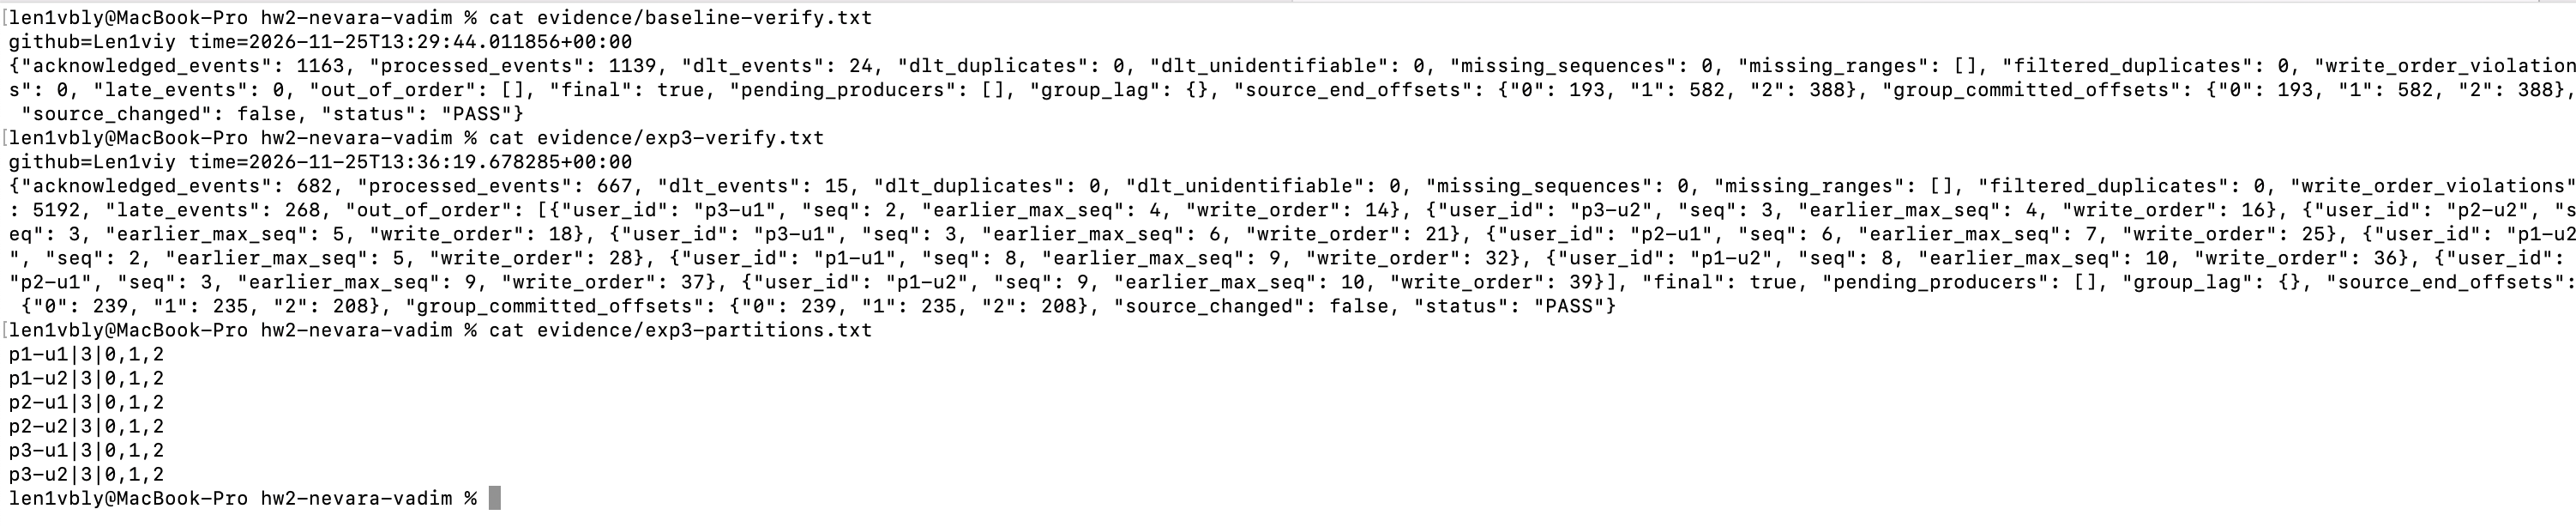 [len1vbly@MacBook-Pro hw2-nevara-vadim % cat evidence/baseline-verify.txt
github=Len1viy time=2026-11-25T13:29:44.011856+00:00
{"acknowledged_events": 1163, "processed_events": 1139, "dlt_events": 24, "dlt_duplicates": 0, "dlt_unidentifiable": 0, "missing_sequences": 0, "missing_ranges": [], "filtered_duplicates": 0, "write_order_violation
s": 0, "late_events": 0, "out_of_order": [], "final": true, "pending_producers": [], "group_lag": {}, "source_end_offsets": {"0": 193, "1": 582, "2": 388}, "group_committed_offsets": {"0": 193, "1": 582, "2": 388},
 "source_changed": false, "status": "PASS"}
[len1vbly@MacBook-Pro hw2-nevara-vadim % cat evidence/exp3-verify.txt
github=Len1viy time=2026-11-25T13:36:19.678285+00:00
{"acknowledged_events": 682, "processed_events": 667, "dlt_events": 15, "dlt_duplicates": 0, "dlt_unidentifiable": 0, "missing_sequences": 0, "missing_ranges": [], "filtered_duplicates": 0, "write_order_violations"
: 5192, "late_events": 268, "out_of_order": [{"user_id": "p3-u1", "seq": 2, "earlier_max_seq": 4, "write_order": 14}, {"user_id": "p3-u2", "seq": 3, "earlier_max_seq": 4, "write_order": 16}, {"user_id": "p2-u2", "s
eq": 3, "earlier_max_seq": 5, "write_order": 18}, {"user_id": "p3-u1", "seq": 3, "earlier_max_seq": 6, "write_order": 21}, {"user_id": "p2-u1", "seq": 6, "earlier_max_seq": 7, "write_order": 25}, {"user_id": "p1-u2
", "seq": 2, "earlier_max_seq": 5, "write_order": 28}, {"user_id": "p1-u1", "seq": 8, "earlier_max_seq": 9, "write_order": 32}, {"user_id": "p1-u2", "seq": 8, "earlier_max_seq": 10, "write_order": 36}, {"user_id":
"p2-u1", "seq": 3, "earlier_max_seq": 9, "write_order": 37}, {"user_id": "p1-u2", "seq": 9, "earlier_max_seq": 10, "write_order": 39}], "final": true, "pending_producers": [], "group_lag": {}, "source_end_offsets":
 {"0": 239, "1": 235, "2": 208}, "group_committed_offsets": {"0": 239, "1": 235, "2": 208}, "source_changed": false, "status": "PASS"}
[len1vbly@MacBook-Pro hw2-nevara-vadim % cat evidence/exp3-partitions.txt
p1-u1|3|0,1,2
p1-u2|3|0,1,2
p2-u1|3|0,1,2
p2-u2|3|0,1,2
p3-u1|3|0,1,2
p3-u2|3|0,1,2
len1vbly@MacBook-Pro hw2-nevara-vadim %